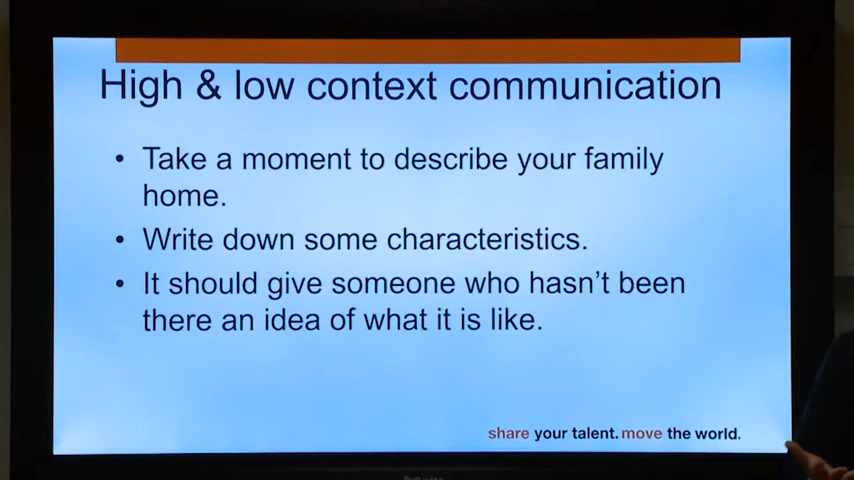 High & low context communication
• Take a moment to describe your family
home.
• Write down some characteristics.
• It should give someone who hasn't been
there an idea of what it is like.
share your talent. move the world.